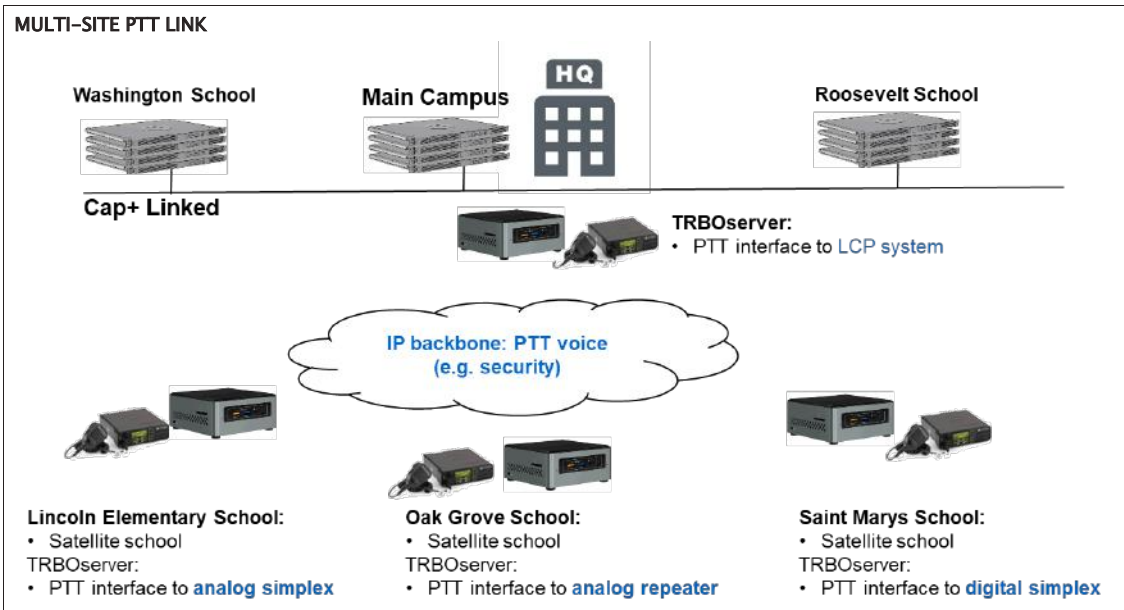 MULTI-SITE PTT LINK
HQ
Washington School
Main Campus
Roosevelt School
Cap+ Linked
TRBOserver:
• PTT interface to LCP system
IP backbone: PTT voice
(e.g. security)
Lincoln Elementary School:
• Satellite school
TRBOserver:
• PTT interface to analog simplex
Oak Grove School:
• Satellite school
TRBOserver:
• PTT interface to analog repeater
Saint Marys School:
• Satellite school
TRBOserver:
• PTT interface to digital simplex